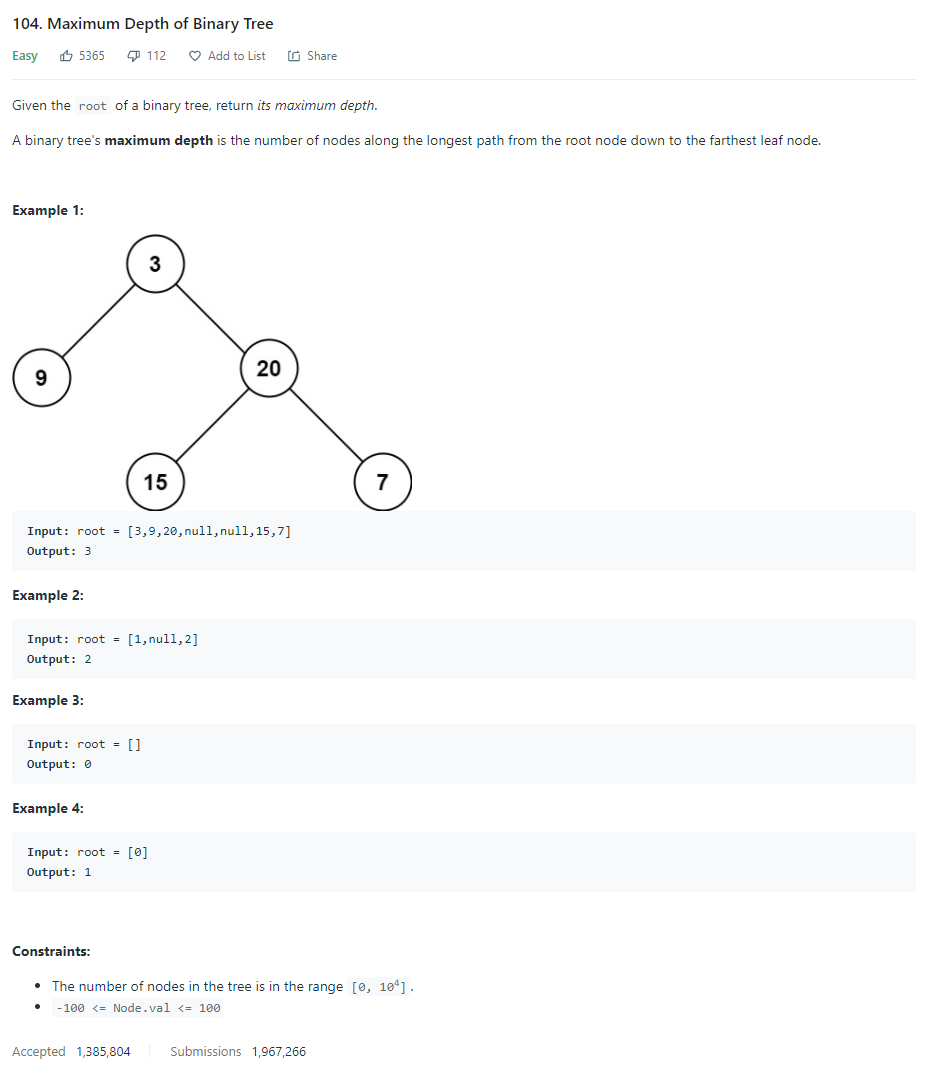 104. Maximum Depth of Binary Tree
Easy 5365 112 Add to List Share
Given the root of a binary tree, return its maximum depth.
A binary tree's maximum depth is the number of nodes along the longest path from the root node down to the farthest leaf node.
Example 1:
3
9
20
15
7
Input: root = [3,9,20,null,null,15,7]
Output: 3
Example 2:
Input: root = [1,null,2]
Output: 2
Example 3:
Input: root = []
Output: 0
Example 4:
Input: root = [0]
Output: 1
Constraints:
• The number of nodes in the tree is in the range [0, 10⁴].
• -100 <= Node.val <= 100
Accepted 1,385,804 Submissions 1,967,266